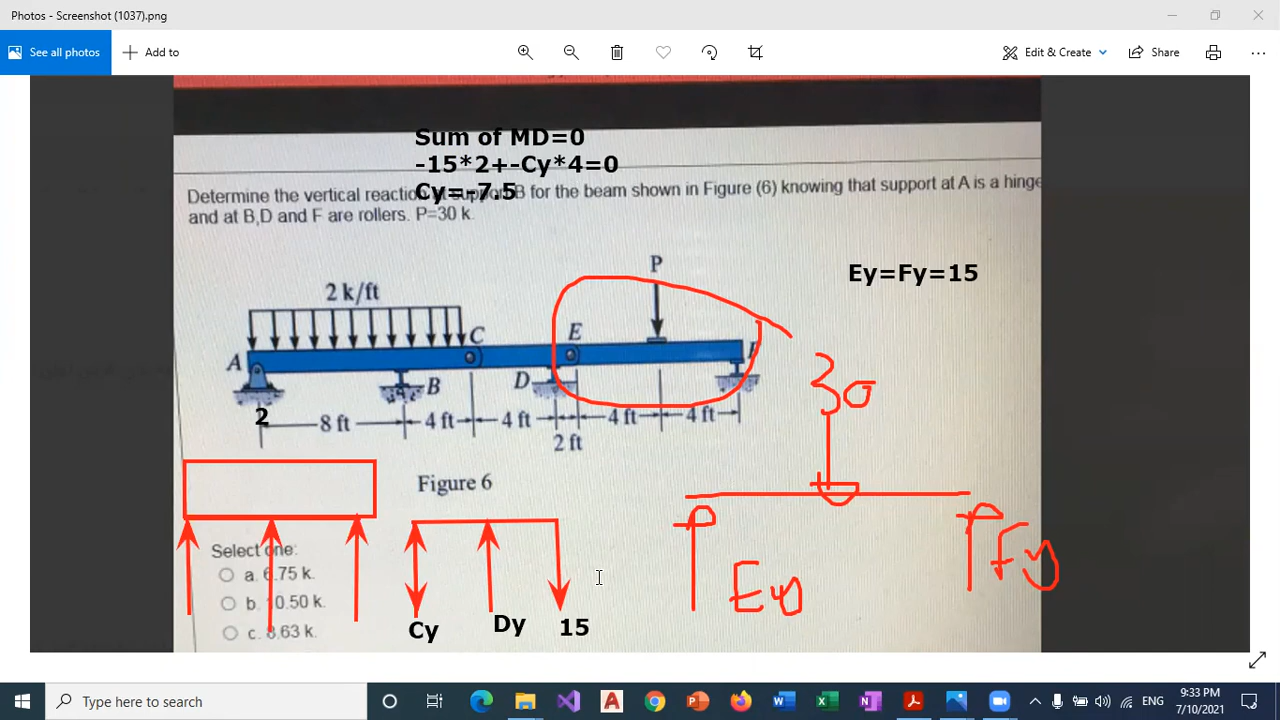 Photos - Screenshot (1037).png
See all photos
Add to
Edit & Create
Share
Sum of MD=0
-15*2+-Cy*4=0
Cy=-7.5
Determine the vertical reaction at support B for the beam shown in Figure (6) knowing that support at A is a hinge
and at B,D and F are rollers. P=30 k.
Ey=Fy=15
P
2 k/ft
C
E
A
B
D
F
30
2
8 ft
4 ft
4 ft
4 ft
4 ft
2 ft
Figure 6
Select one:
a. 6.75 k.
b. 10.50 k.
c. 8.63 k.
Cy
Dy
15
Ey
Fy
Type here to search
ENG
9:33 PM
7/10/2021